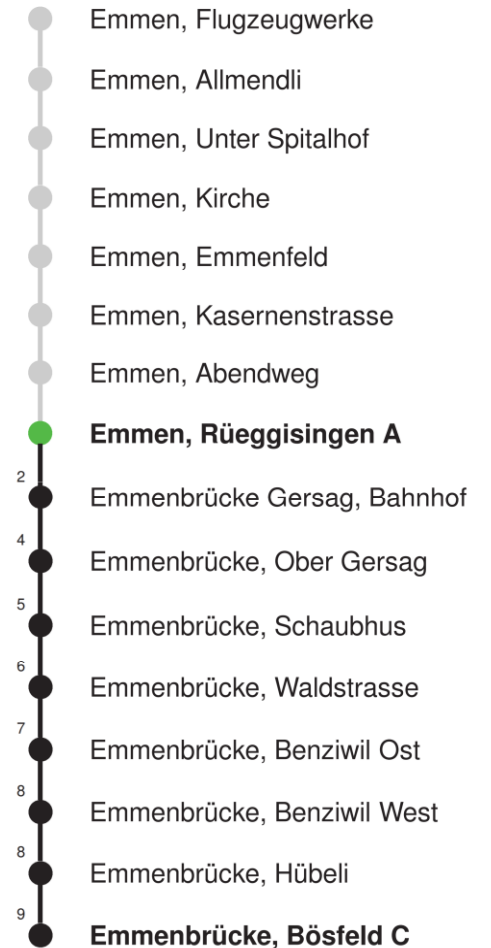 Emmen, Flugzeugwerke
Emmen, Allmendli
Emmen, Unter Spitalhof
Emmen, Kirche
Emmen, Emmenfeld
Emmen, Kasernenstrasse
Emmen, Abendweg
Emmen, Rüeggisingen A
2 Emmenbrücke Gersag, Bahnhof
4 Emmenbrücke, Ober Gersag
5 Emmenbrücke, Schaubhus
6 Emmenbrücke, Waldstrasse
7 Emmenbrücke, Benziwil Ost
8 Emmenbrücke, Benziwil West
8 Emmenbrücke, Hübeli
9 Emmenbrücke, Bösfeld C